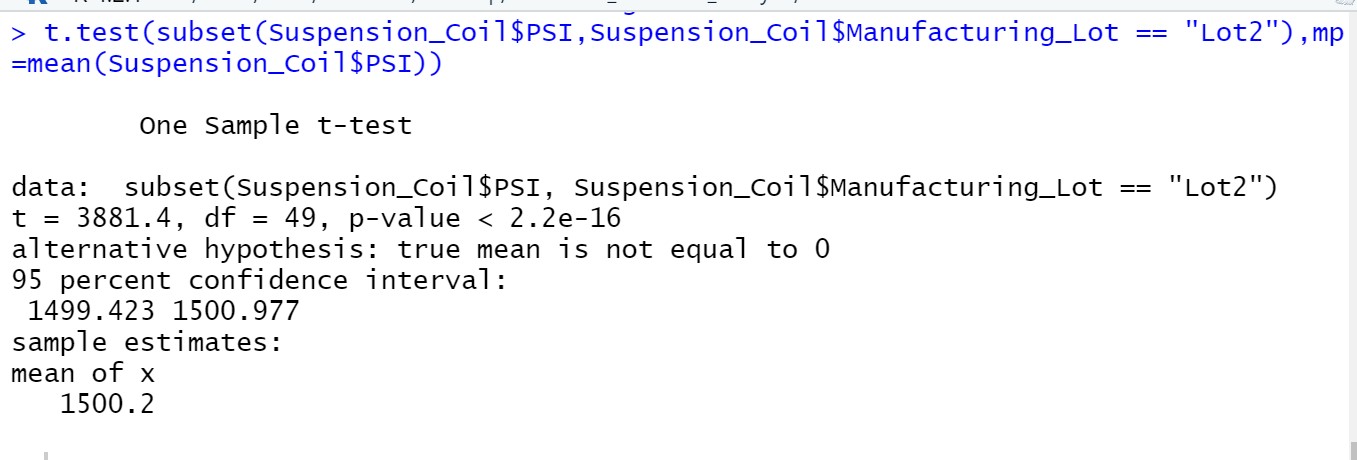 > t.test(subset(Suspension_Coil$PSI,Suspension_Coil$Manufacturing_Lot == "Lot2"),mp
=mean(Suspension_Coil$PSI))
One Sample t-test
data:  subset(Suspension_Coil$PSI, Suspension_Coil$Manufacturing_Lot == "Lot2")
t = 3881.4, df = 49, p-value < 2.2e-16
alternative hypothesis: true mean is not equal to 0
95 percent confidence interval:
 1499.423 1500.977
sample estimates:
mean of x
   1500.2